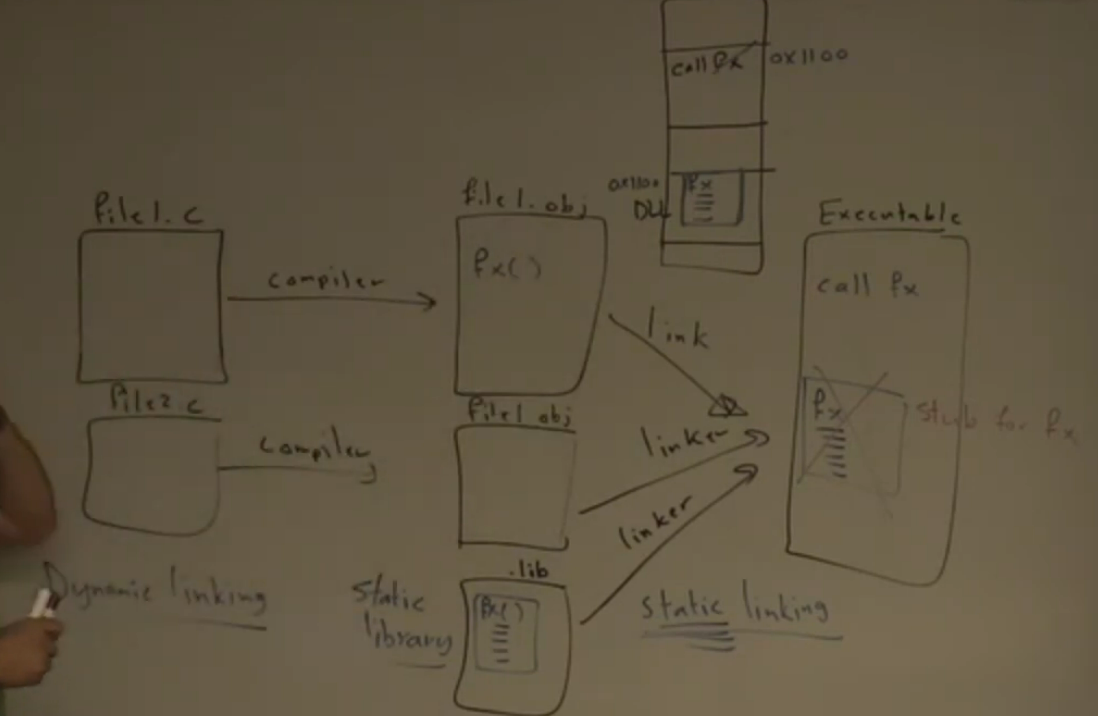 call fx
0x1100
0x1100
fx
DLL
file1.c
compiler
file1.obj
fx()
link
Executable
call fx
fx
stub for fx
file2.c
compiler
file1.obj
linker
linker
.lib
fx()
Dynamic linking
static
library
static linking